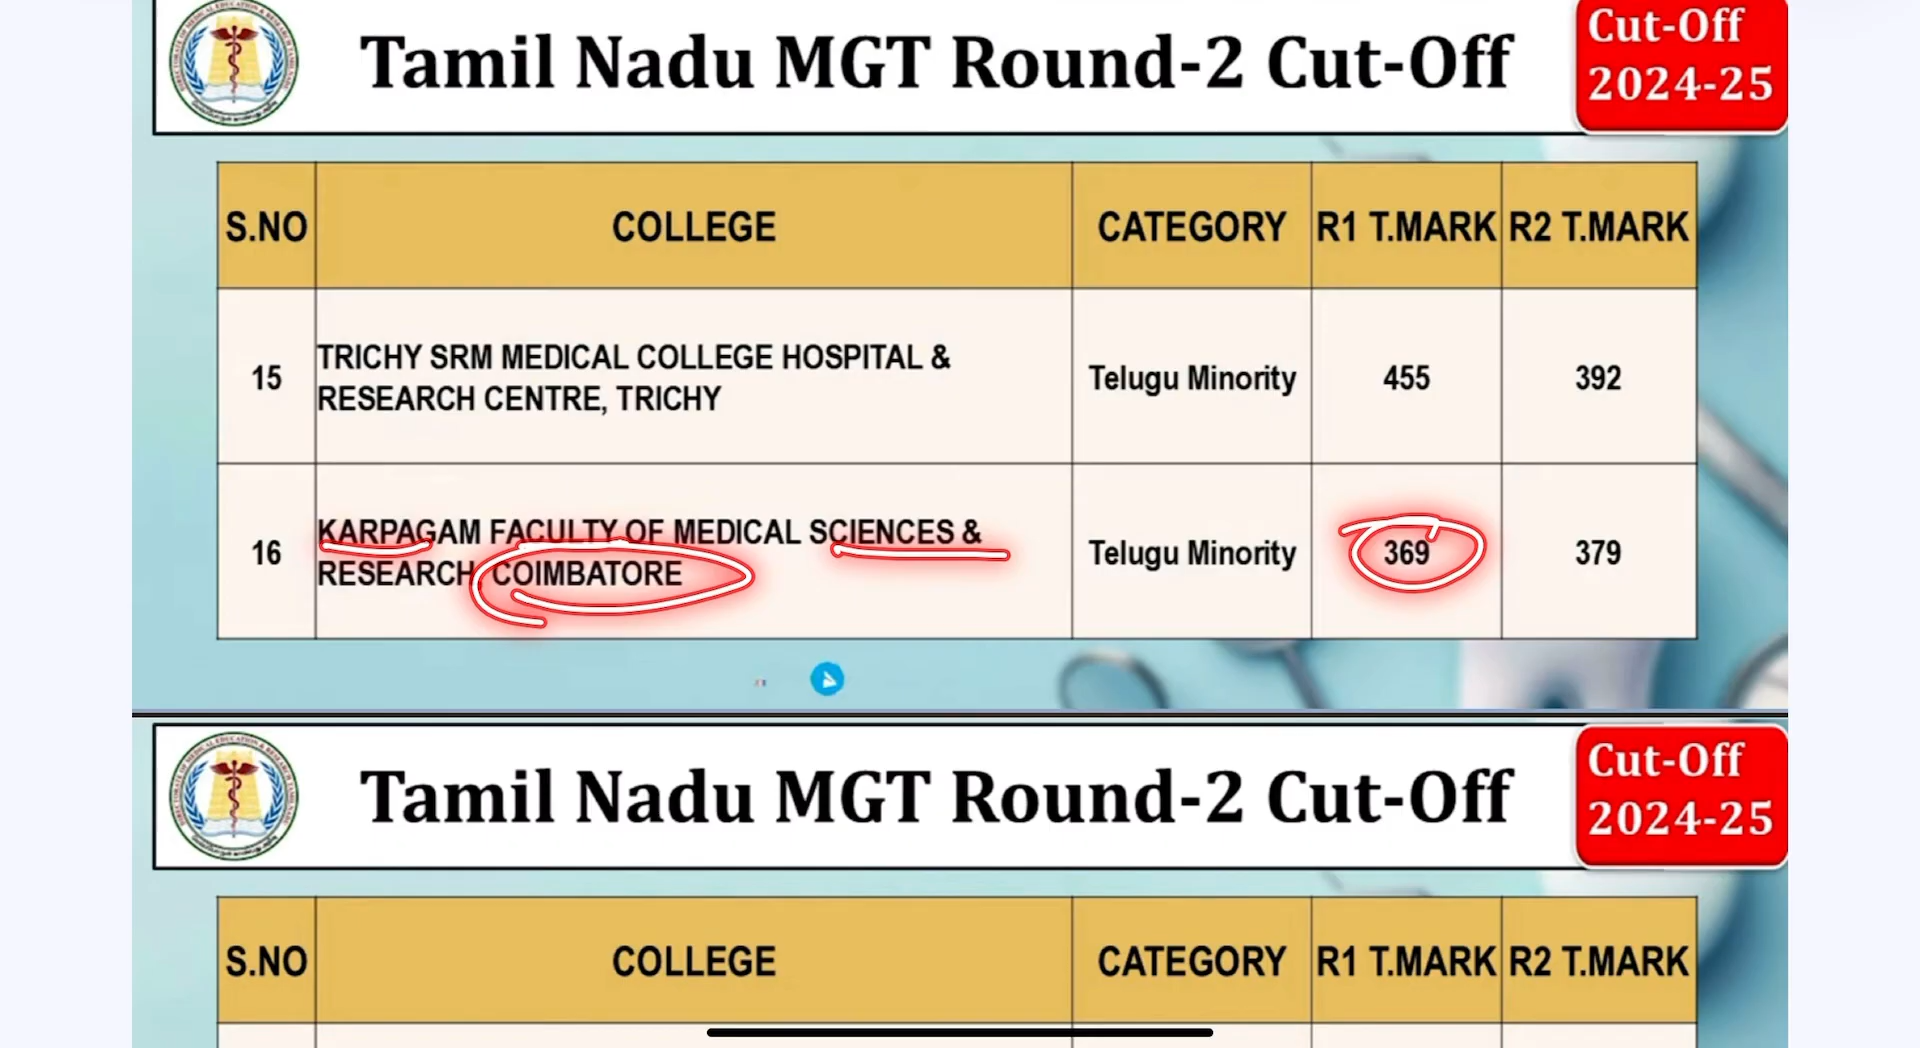 Tamil Nadu MGT Round-2 Cut-Off
Cut-Off
2024-25
S.NO COLLEGE CATEGORY R1 T.MARK R2 T.MARK
15 TRICHY SRM MEDICAL COLLEGE HOSPITAL & Telugu Minority 455 392
RESEARCH CENTRE, TRICHY
16 KARPAGAM FACULTY OF MEDICAL SCIENCES & Telugu Minority 369 379
RESEARCH, COIMBATORE
Tamil Nadu MGT Round-2 Cut-Off
Cut-Off
2024-25
S.NO COLLEGE CATEGORY R1 T.MARK R2 T.MARK